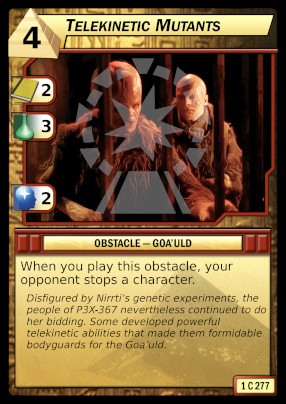 TELEKINETIC MUTANTS
4
2
3
2
OBSTACLE — GOA'ULD
When you play this obstacle, your
opponent stops a character.
Disfigured by Nirrti's genetic experiments, the
people of P3X-367 nevertheless continued to do
her bidding. Some developed powerful
telekinetic abilities that made them formidable
bodyguards for the Goa'uld.
1 C 277